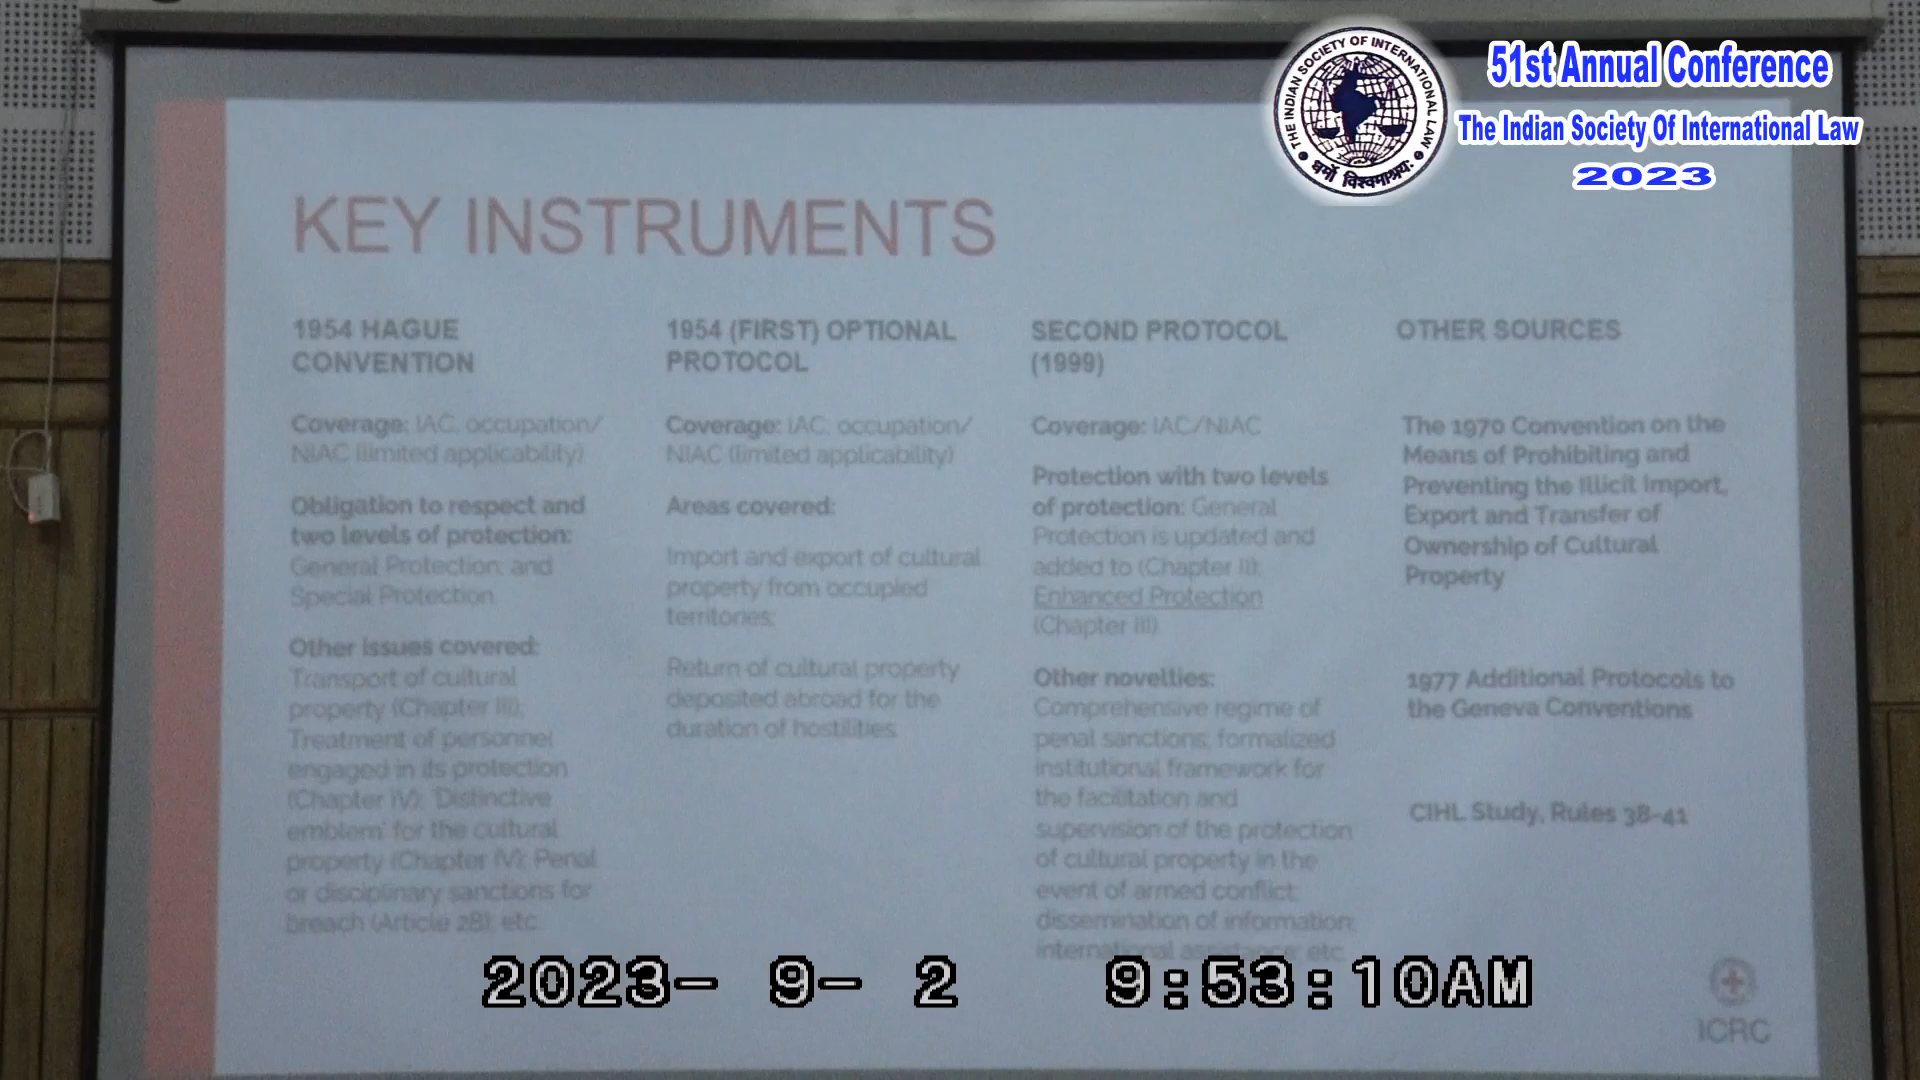 THE INDIAN SOCIETY OF INTERNATIONAL LAW
धर्मो विश्वमाश्रयः
51st Annual Conference
The Indian Society Of International Law
2023
KEY INSTRUMENTS
1954 HAGUE
CONVENTION
Coverage: IAC, occupation/
NIAC (limited applicability)
Obligation to respect and
two levels of protection:
General Protection; and
Special Protection.
Other issues covered:
Transport of cultural
property (Chapter III);
Treatment of personnel
engaged in its protection
(Chapter IV); 'Distinctive
emblem' for the cultural
property (Chapter IV); Penal
or disciplinary sanctions for
breach (Article 28); etc.
1954 (FIRST) OPTIONAL
PROTOCOL
Coverage: IAC, occupation/
NIAC (limited applicability)
Areas covered:
Import and export of cultural
property from occupied
territories;
Return of cultural property
deposited abroad for the
duration of hostilities.
SECOND PROTOCOL
(1999)
Coverage: IAC/NIAC
Protection with two levels
of protection: General
Protection is updated and
added to (Chapter II);
Enhanced Protection
(Chapter III).
Other novelties:
Comprehensive regime of
penal sanctions; formalized
institutional framework for
the facilitation and
supervision of the protection
of cultural property in the
event of armed conflict;
dissemination of information;
international assistance; etc.
OTHER SOURCES
The 1970 Convention on the
Means of Prohibiting and
Preventing the Illicit Import,
Export and Transfer of
Ownership of Cultural
Property
1977 Additional Protocols to
the Geneva Conventions
CIHL Study, Rules 38-41
ICRC
2023- 9- 2 9:53:10AM